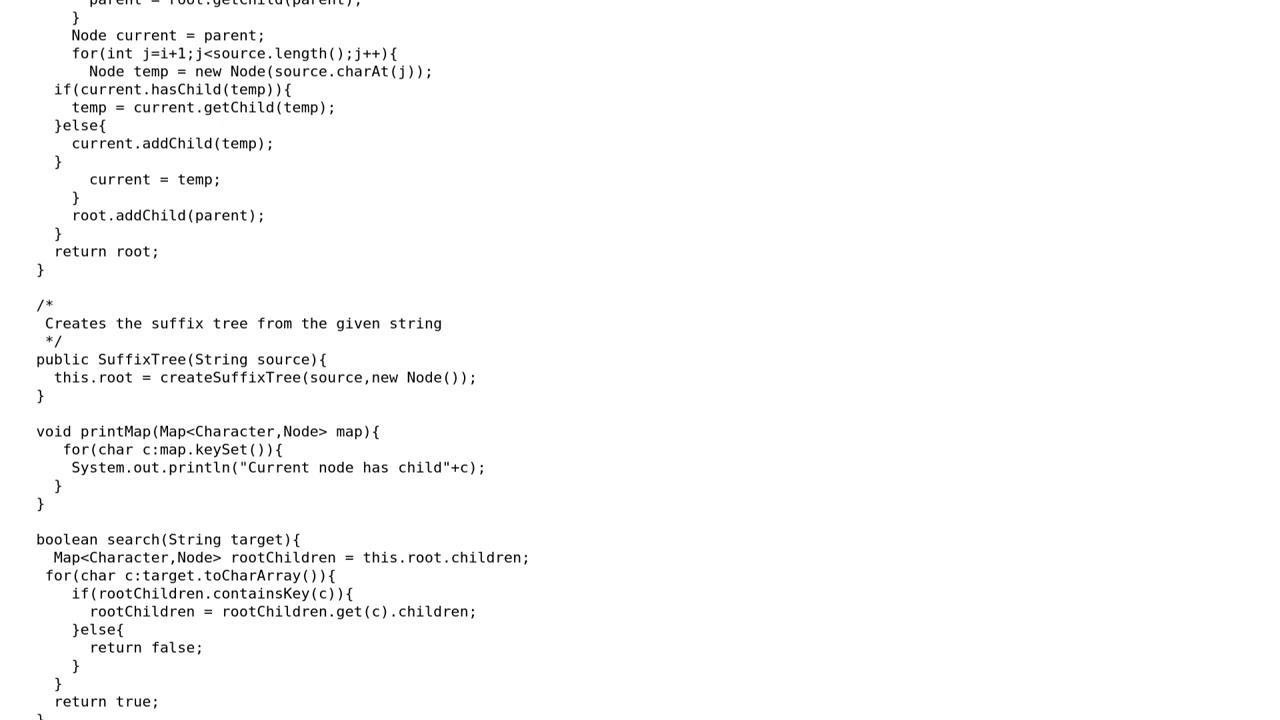 parent = root.getChild(parent);
}
Node current = parent;
for(int j=i+1;j<source.length();j++){
Node temp = new Node(source.charAt(j));
if(current.hasChild(temp)){
temp = current.getChild(temp);
}else{
current.addChild(temp);
}
current = temp;
}
root.addChild(parent);
}
return root;
}
/*
Creates the suffix tree from the given string
*/
public SuffixTree(String source){
this.root = createSuffixTree(source,new Node());
}
void printMap(Map<Character,Node> map){
for(char c:map.keySet()){
System.out.println("Current node has child"+c);
}
}
boolean search(String target){
Map<Character,Node> rootChildren = this.root.children;
for(char c:target.toCharArray()){
if(rootChildren.containsKey(c)){
rootChildren = rootChildren.get(c).children;
}else{
return false;
}
}
return true;
}